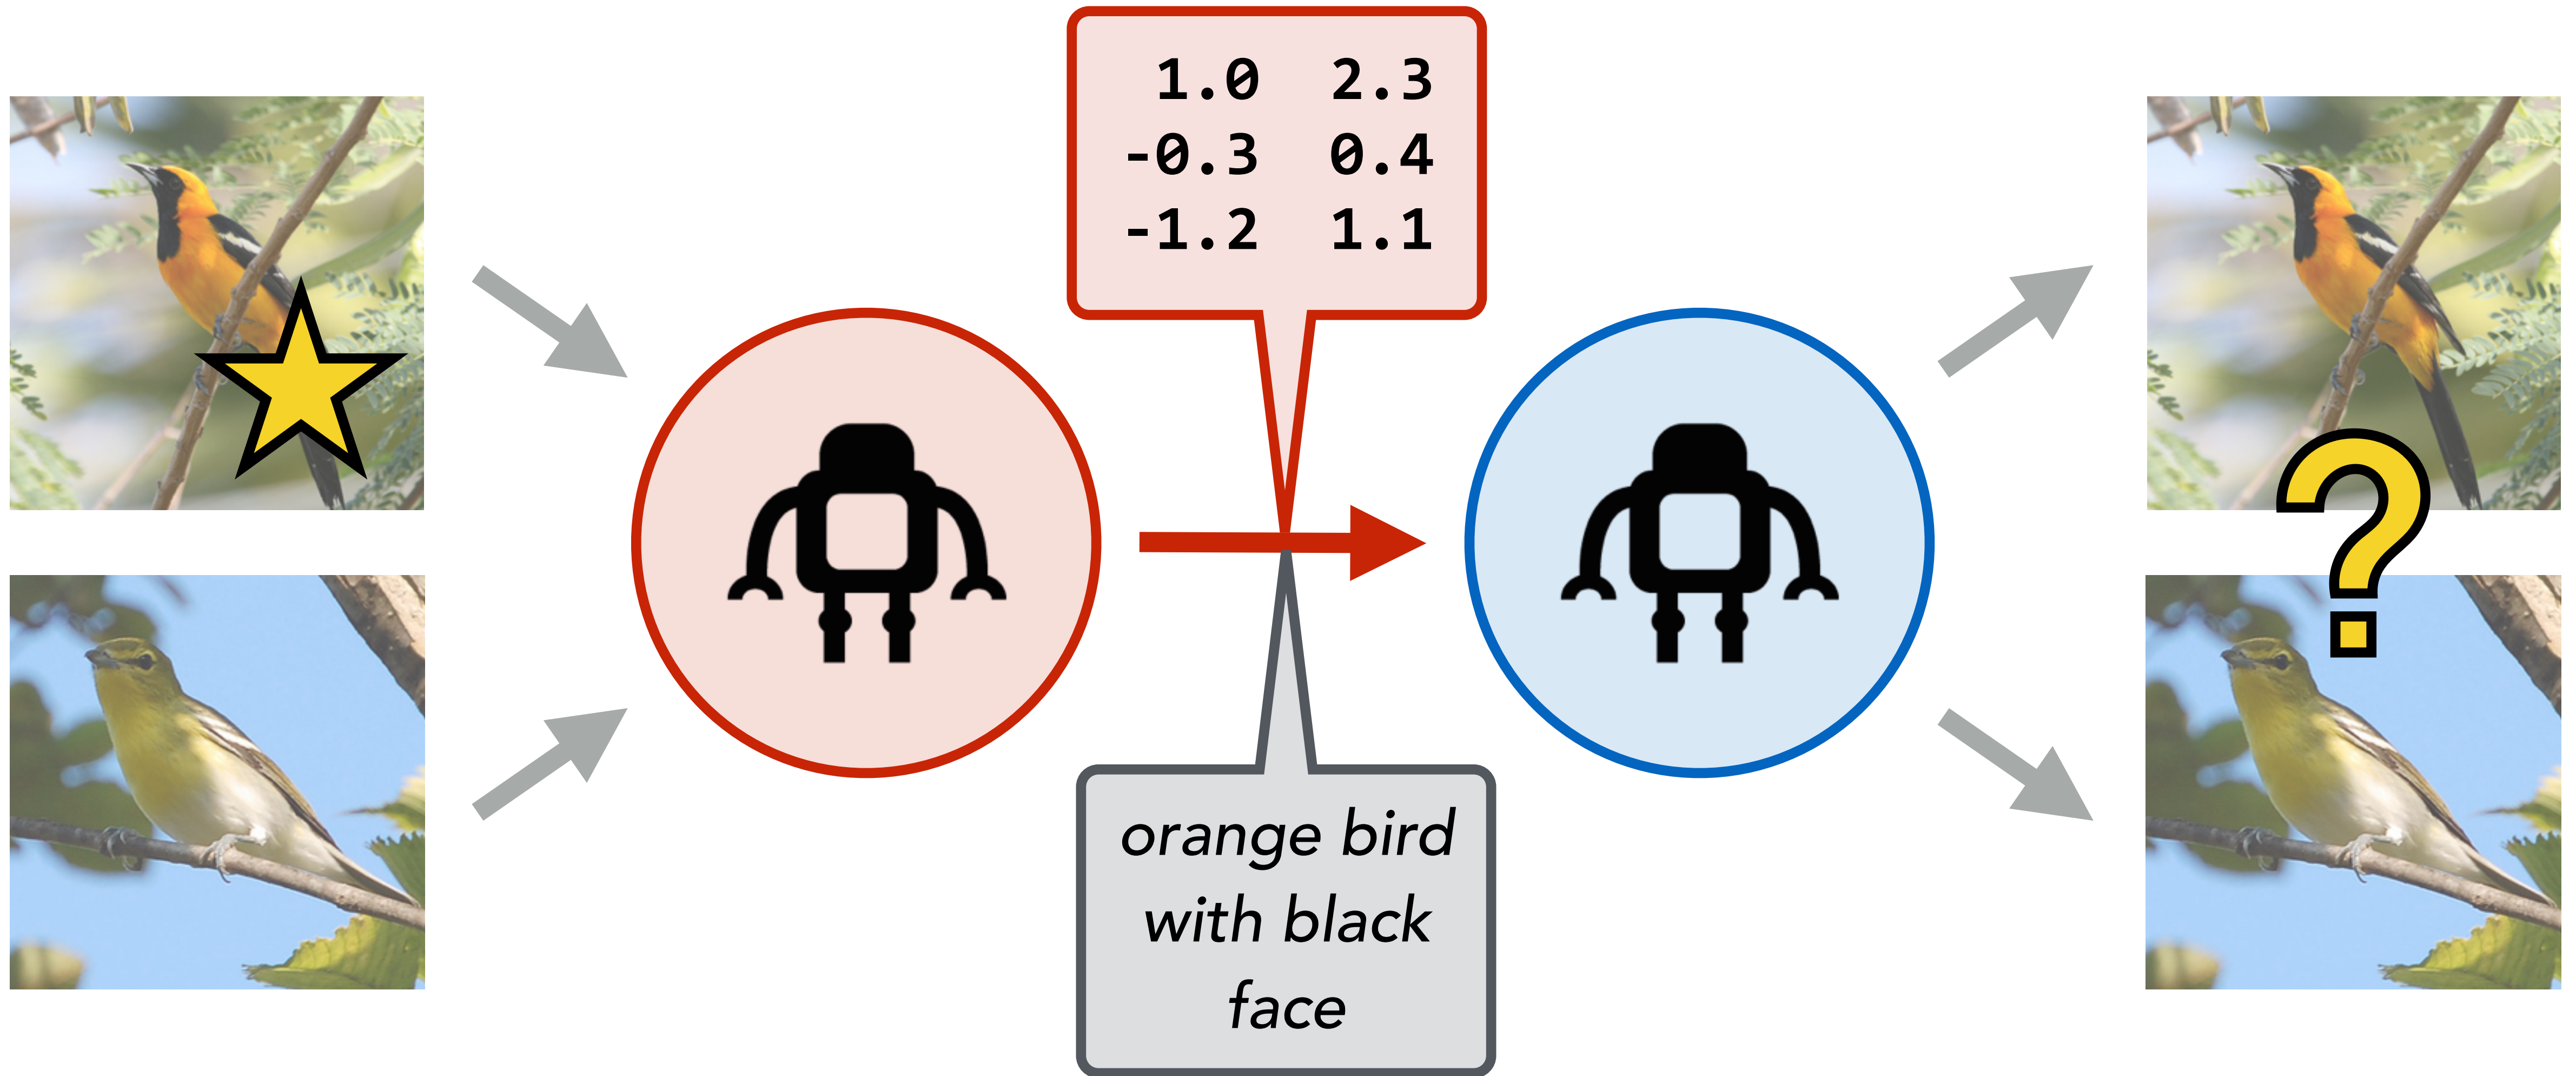 1.0 2.3
-0.3 0.4
-1.2 1.1
?
orange bird
with black
face